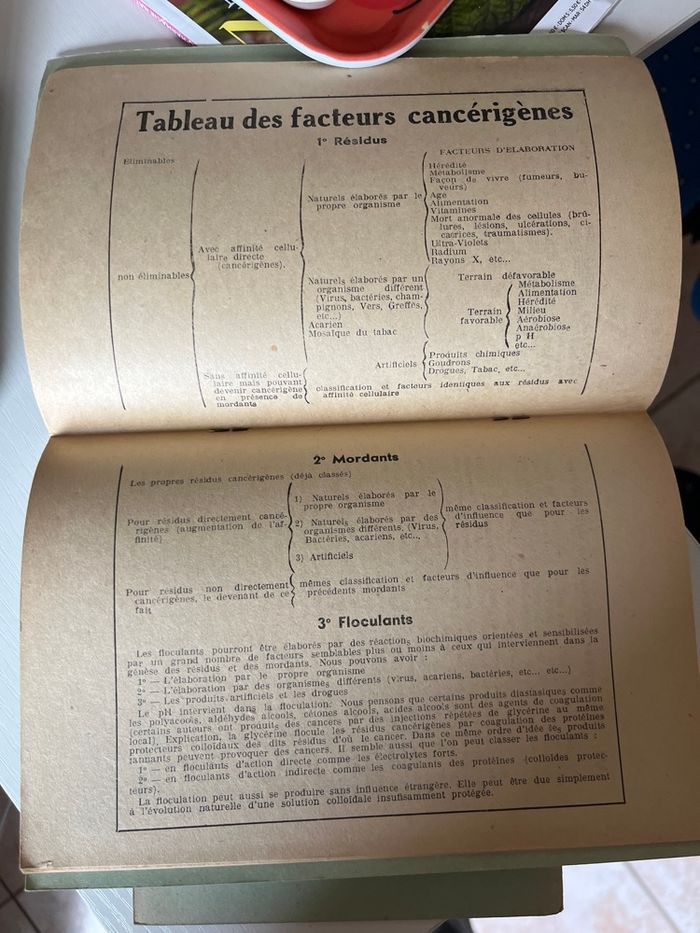 Tableau des facteurs cancérigènes
1° Résidus
FACTEURS D'ELABORATION
Eliminables
non éliminables
Avec affinité cellu-
laire directe
(cancérigènes).
Naturels élaborés par le
propre organisme
Hérédité
Métabolisme
Façon de vivre (fumeurs, bu-
veurs)
Age
Alimentation
Vitamines
Mort anormale des cellules (brû-
lures, lésions, ulcérations, ci-
cacrices, traumatismes).
Ultra-Violets
Radium
Rayons X, etc...
Naturels élaborés par un
organisme différent
(Virus, bactéries, cham-
pignons, Vers, Greffes,
etc...)
Acarien
Mosaïque du tabac
Terrain défavorable
Terrain
favorable
Métabolisme
Alimentation
Hérédité
Milieu
Aérobiose
Anaérobiose
p H
etc...
Artificiels
Produits chimiques
Goudrons
Drogues, Tabac, etc...
Sans affinité cellu-
laire mais pouvant
devenir cancérigène
en présence de
mordants
classification et facteurs identiques aux résidus avec
affinité cellulaire
2° Mordants
Les propres résidus cancérigènes (déjà classés)
Pour résidus directement cancé-
rigènes (augmentation de l'af-
finité)
1) Naturels élaborés par le
propre organisme
2) Naturels élaborés par des
organismes différents. (Virus,
Bactéries, acariens, etc...
3) Artificiels
même classification et facteurs
d'influence que pour les
résidus
Pour résidus non directement
cancérigènes, le devenant de ce
fait
mêmes classification et facteurs d'influence que pour les
précédents mordants
3° Floculants
Les floculants pourront être élaborés par des réactions biochimiques orientées et sensibilisées
par un grand nombre de facteurs semblables plus ou moins à ceux qui interviennent dans la
génèse des résidus et des mordants. Nous pouvons avoir :
1° — L'élaboration par le propre organisme
2° — L'élaboration par des organismes différents (virus, acariens, bactéries, etc... etc...)
3° — Les produits artificiels et les drogues
Le pH intervient dans la floculation. Nous pensons que certains produits diastasiques comme
les polyacools, aldéhydes alcools, cétones alcools, acides alcools sont des agents de coagulation
(certains auteurs ont produits des cancers par des injections répétées de glycérine au même
local). Explication, la glycérine flocule les résidus cancérigènes par coagulation des protéines
protecteurs colloïdaux des dits résidus d'où le cancer. Dans ce même ordre d'idée les produits
tannants peuvent provoquer des cancers. Il semble aussi que l'on peut classer les floculants :
1° — en floculants d'action directe comme les électrolytes forts.
2° — en floculants d'action indirecte comme les coagulants des protéines (colloïdes protec-
teurs).
La floculation peut aussi se produire sans influence étrangère. Elle peut être due simplement
à l'évolution naturelle d'une solution colloïdale insuffisamment protégée.